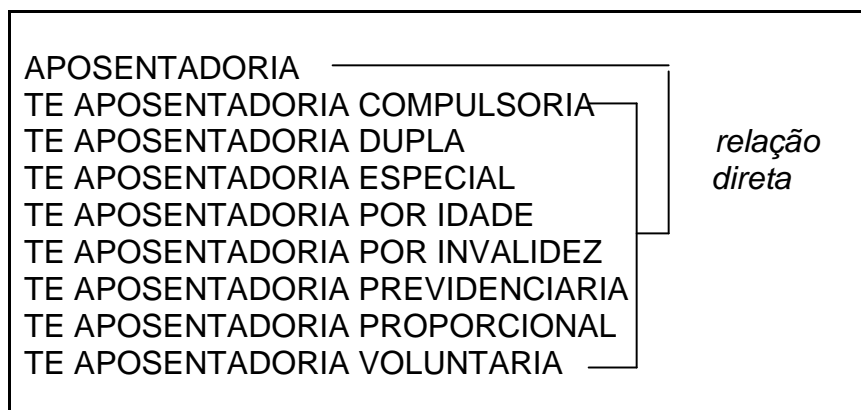 APOSENTADORIA
TE APOSENTADORIA COMPULSORIA
TE APOSENTADORIA DUPLA
TE APOSENTADORIA ESPECIAL
TE APOSENTADORIA POR IDADE
TE APOSENTADORIA POR INVALIDEZ
TE APOSENTADORIA PREVIDENCIARIA
TE APOSENTADORIA PROPORCIONAL
TE APOSENTADORIA VOLUNTARIA
relação
direta